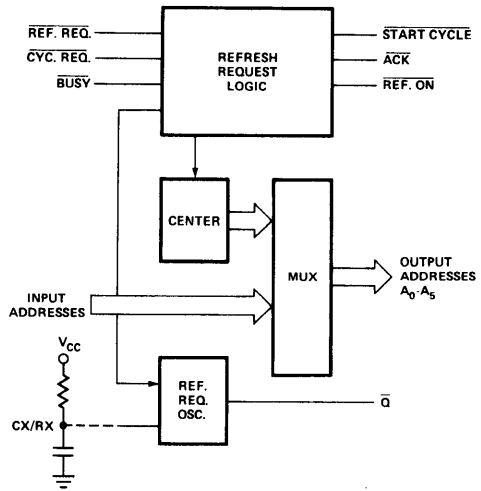 REF. REQ.
CYC. REQ.
BUSY
REFRESH
REQUEST
LOGIC
START CYCLE
ACK
REF. ON
CENTER
MUX
OUTPUT
ADDRESSES
A0-A5
INPUT
ADDRESSES
VCC
CX/RX
REF.
REQ.
OSC.
Q